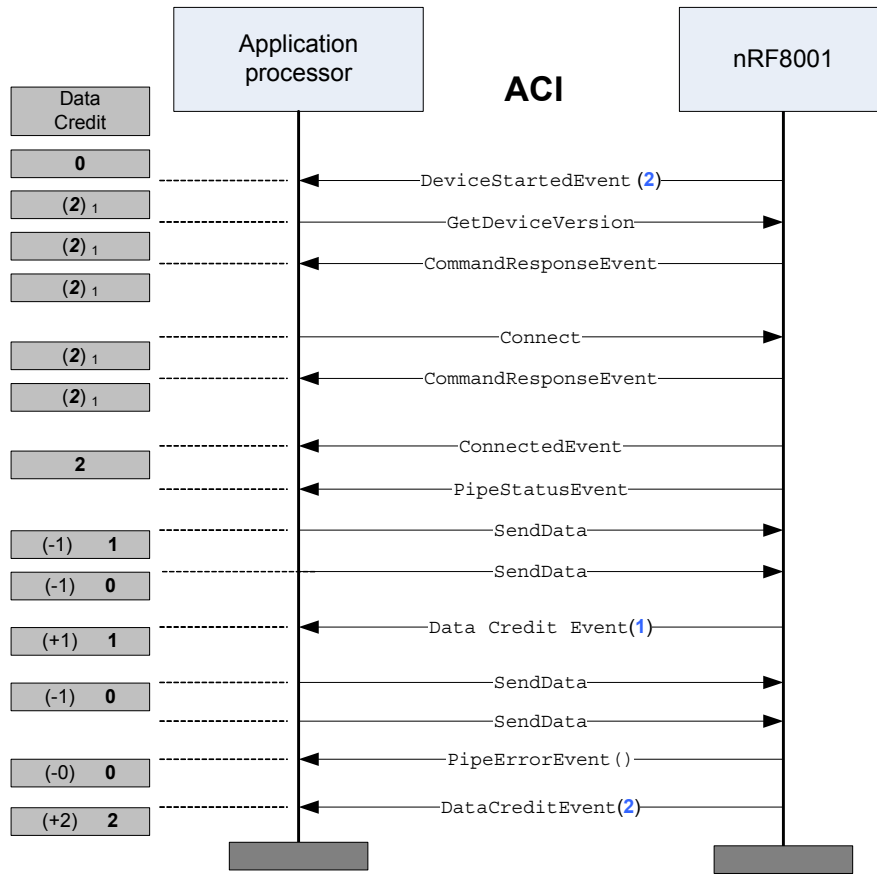 Application
processor
ACI
nRF8001
Data
Credit
0
DeviceStartedEvent (2)
(2) 1
GetDeviceVersion
(2) 1
CommandResponseEvent
(2) 1
Connect
(2) 1
CommandResponseEvent
(2) 1
ConnectedEvent
2
PipeStatusEvent
SendData
(-1) 1
SendData
(-1) 0
Data Credit Event(1)
(+1) 1
SendData
(-1) 0
SendData
PipeErrorEvent()
(-0) 0
DataCreditEvent(2)
(+2) 2